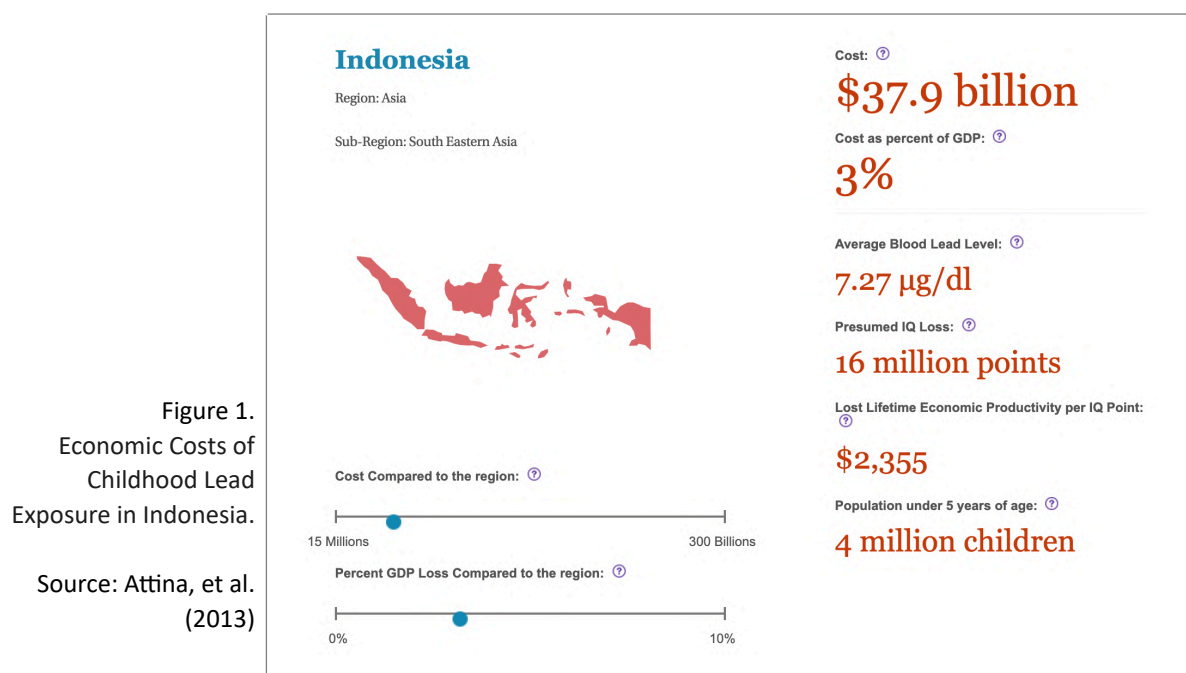 Indonesia
Region: Asia
Sub-Region: South Eastern Asia
Cost: ?
$37.9 billion
Cost as percent of GDP: ?
3%
Average Blood Lead Level: ?
7.27 µg/dl
Presumed IQ Loss: ?
16 million points
Lost Lifetime Economic Productivity per IQ Point:
?
$2,355
Population under 5 years of age: ?
4 million children
Cost Compared to the region: ?
15 Millions 300 Billions
Percent GDP Loss Compared to the region: ?
0% 10%
Figure 1.
Economic Costs of
Childhood Lead
Exposure in Indonesia.
Source: Attina, et al.
(2013)